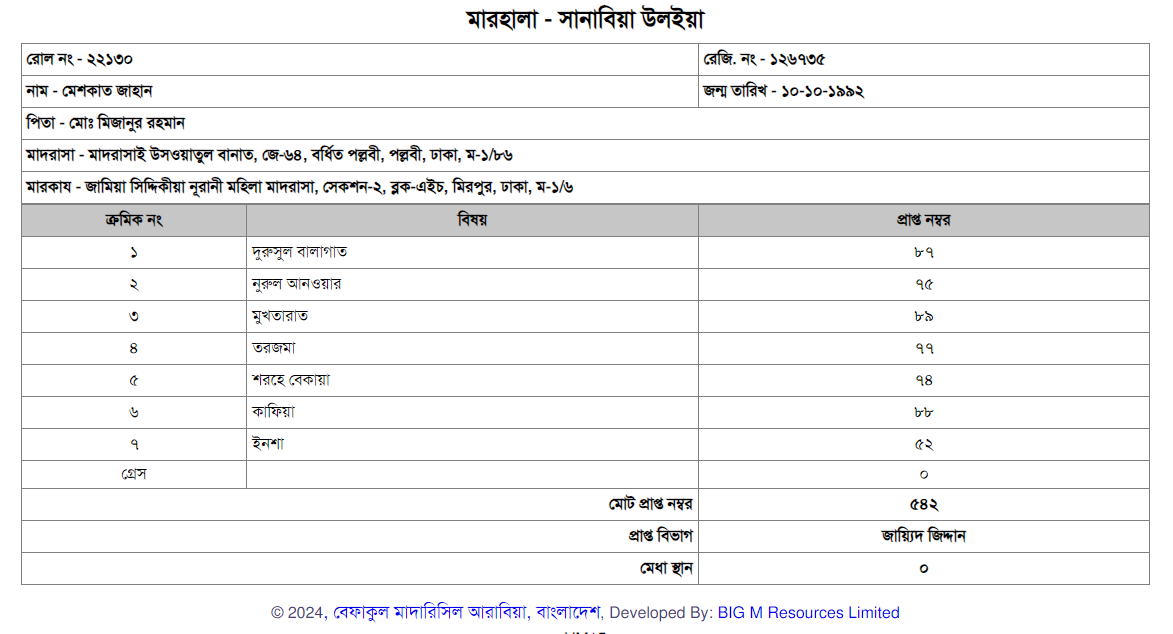 মারহালা - সানাবিয়া উলইয়া
রোল নং - ২২১৩০ রেজি. নং - ১২৬৭৩৫
নাম - মেশকাত জাহান জন্ম তারিখ - ১০-১০-১৯৯২
পিতা - মোঃ মিজানুর রহমান
মাদরাসা - মাদরাসাই উসওয়াতুল বানাত, জে-৬৪, বর্ধিত পল্লবী, পল্লবী, ঢাকা, ম-১/৮৬
মারকায - জামিয়া সিদ্দিকীয়া নূরানী মহিলা মাদরাসা, সেকশন-২, ব্লক-এইচ, মিরপুর, ঢাকা, ম-১/৬
ক্রমিক নং বিষয় প্রাপ্ত নম্বর
১ দুরুসুল বালাগাত ৮৭
২ নুরুল আনওয়ার ৭৫
৩ মুখতারাত ৮৯
৪ তরজমা ৭৭
৫ শরহে বেকায়া ৭৪
৬ কাফিয়া ৮৮
৭ ইনশা ৫২
গ্রেস ০
মোট প্রাপ্ত নম্বর ৫৪২
প্রাপ্ত বিভাগ জায়্যিদ জিদ্দান
মেধা স্থান ০
© 2024, বেফাকুল মাদারিসিল আরাবিয়া, বাংলাদেশ, Developed By: BIG M Resources Limited